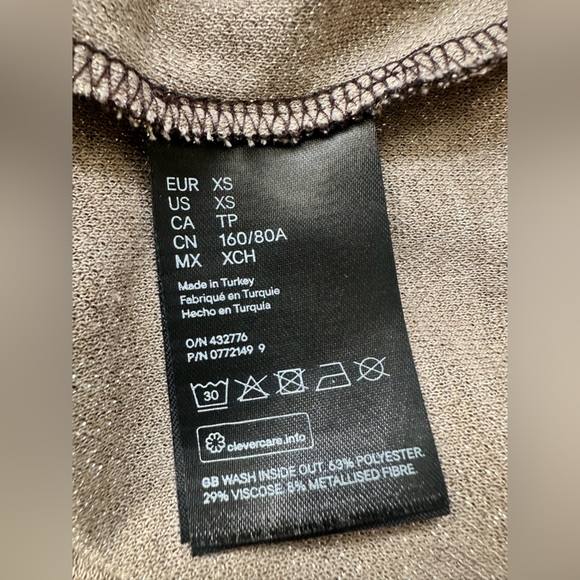 EUR XS
US XS
CA TP
CN 160/80A
MX XCH
Made in Turkey
Fabriqué en Turquie
Hecho en Turquía
O/N 432776
P/N 0772149 9
30
clevercare.info
GB WASH INSIDE OUT. 63% POLYESTER.
29% VISCOSE. 8% METALLISED FIBRE.